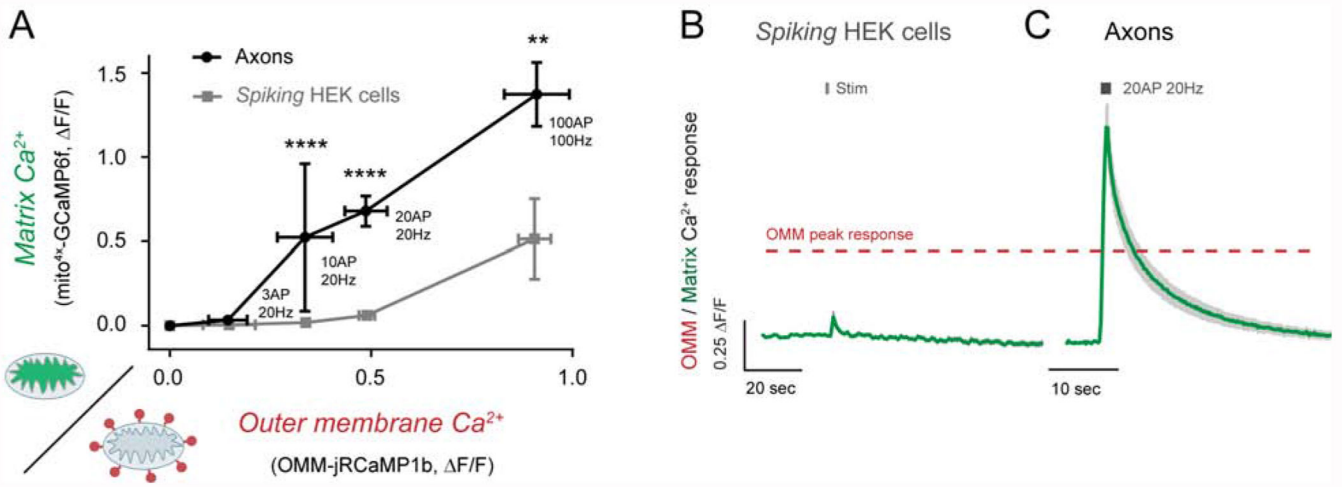 A
Matrix Ca²⁺
(mito⁴ˣ-GCaMP6f, ΔF/F)
1.5
1.0
0.5
0.0
Axons
Spiking HEK cells
****
****
**
3AP
20Hz
10AP
20Hz
20AP
20Hz
100AP
100Hz
0.0
0.5
1.0
Outer membrane Ca²⁺
(OMM-jRCaMP1b, ΔF/F)
B
Spiking HEK cells
Stim
OMM peak response
OMM / Matrix Ca²⁺ response
0.25 ΔF/F
20 sec
C
Axons
20AP 20Hz
10 sec